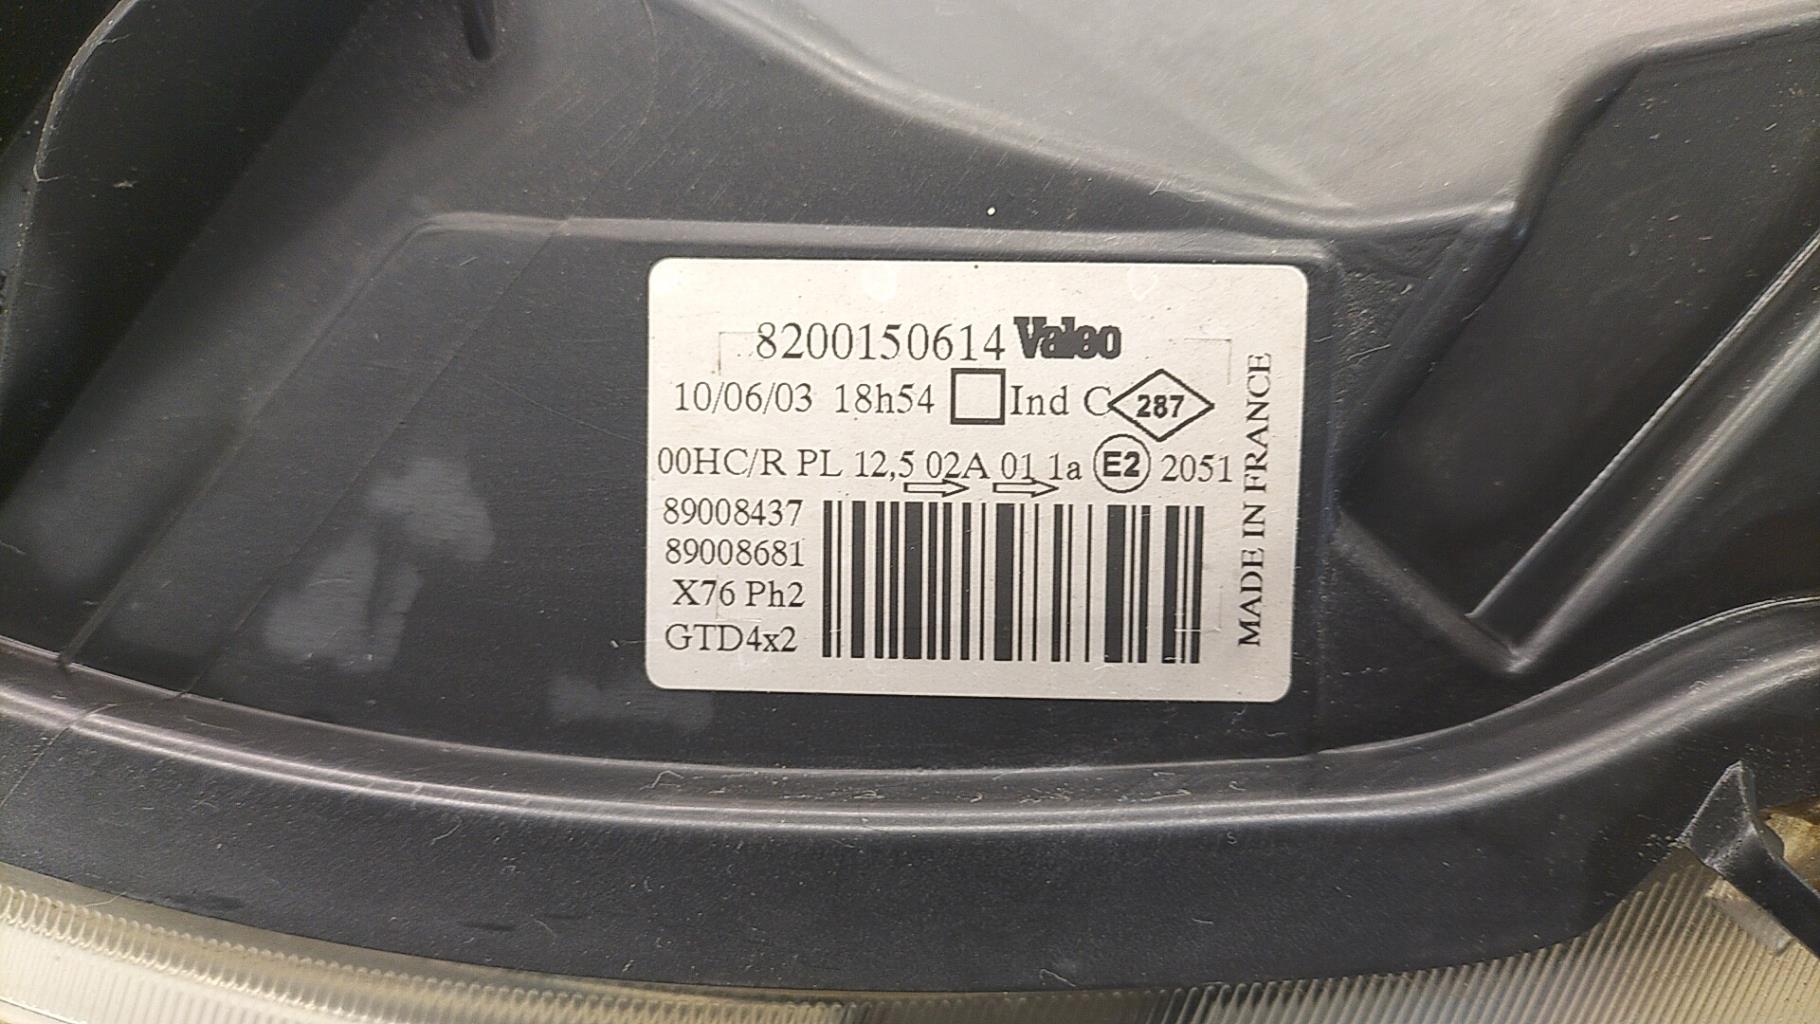 8200150614 Valeo
10/06/03 18h54 Ind C 287
00HC/R PL 12,5 02A 01 1a E2 2051
89008437
89008681
X76 Ph2
GTD4x2
MADE IN FRANCE